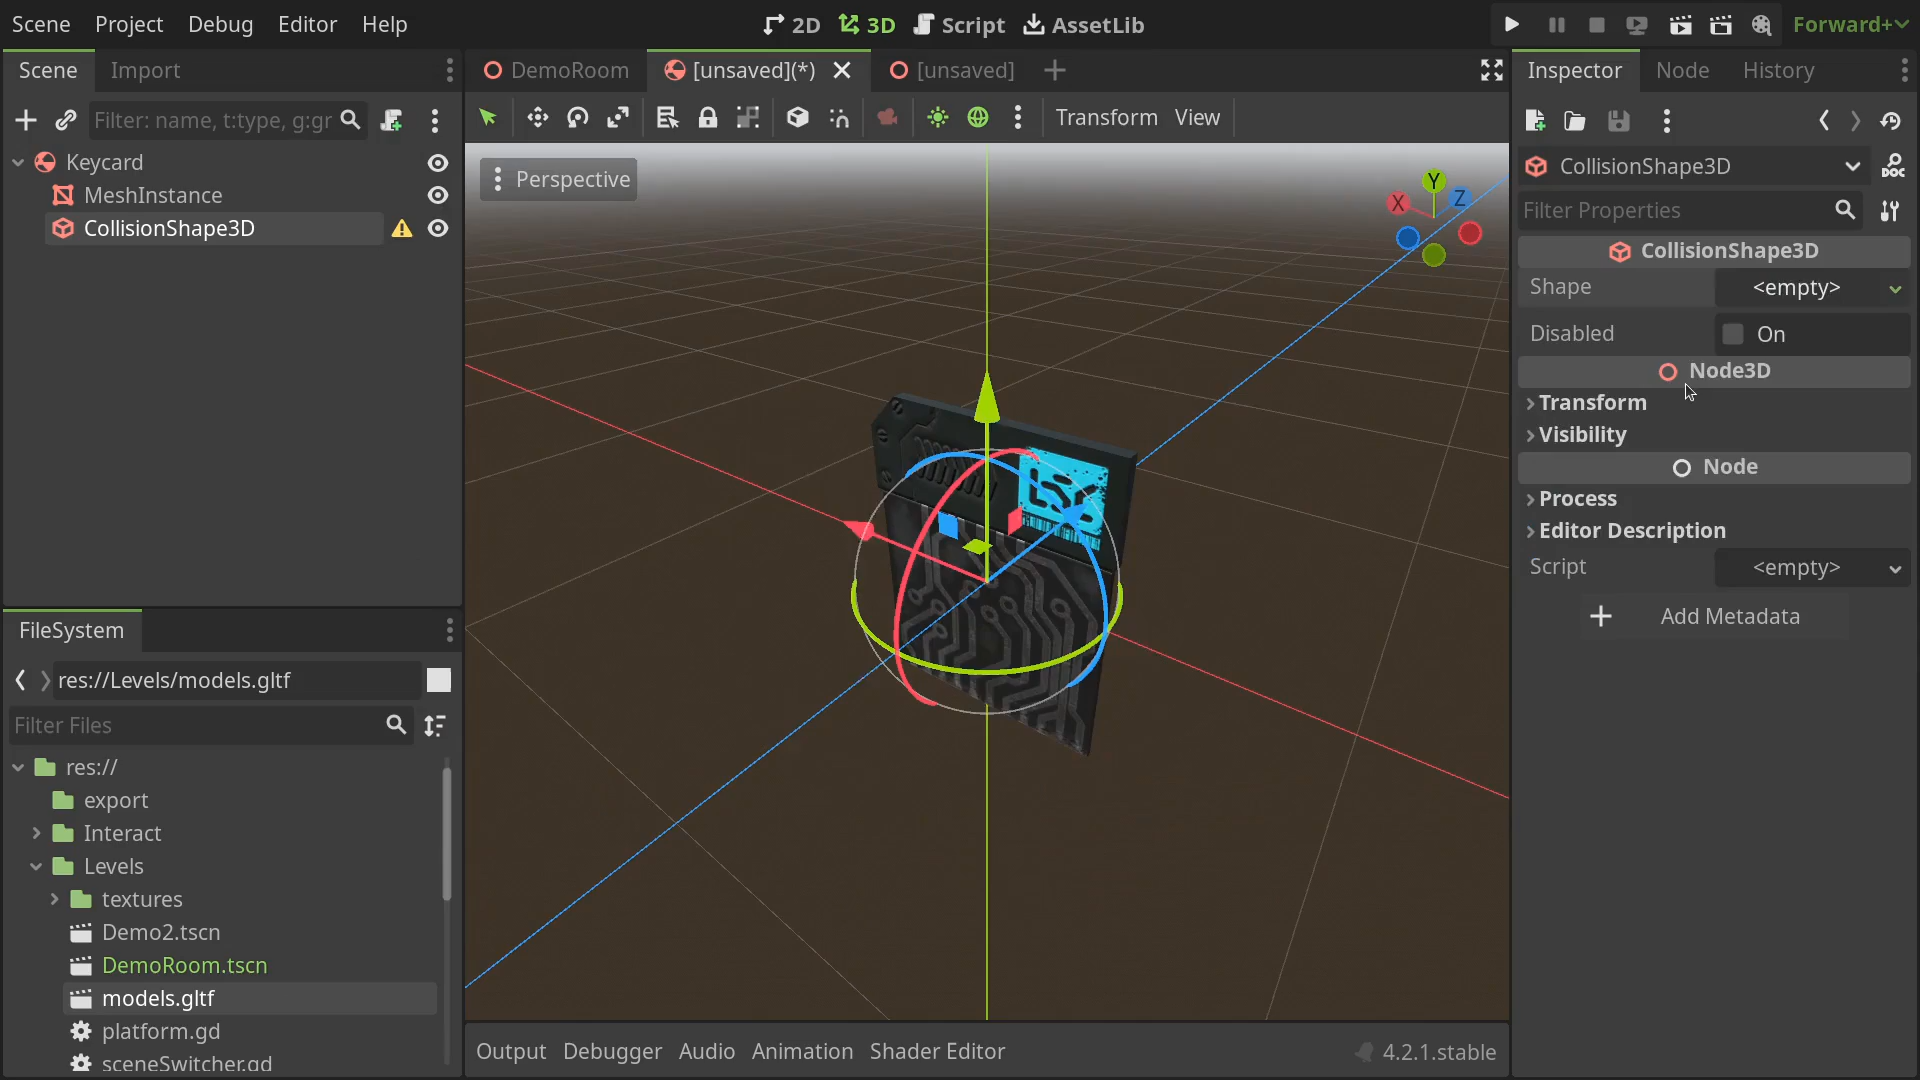 Scene Project Debug Editor Help
2D 3D Script AssetLib
Forward+
Scene Import
DemoRoom [unsaved](*) [unsaved]
Inspector Node History
Filter: name, t:type, g:gr
Transform View
Keycard
MeshInstance
CollisionShape3D
Perspective
Y
X Z
CollisionShape3D
DOC
Filter Properties
CollisionShape3D
Shape <empty>
Disabled On
Node3D
Transform
Visibility
Node
Process
Editor Description
Script <empty>
Add Metadata
FileSystem
res://Levels/models.gltf
Filter Files
res://
export
Interact
Levels
textures
Demo2.tscn
DemoRoom.tscn
models.gltf
platform.gd
sceneSwitcher.gd
Output Debugger Audio Animation Shader Editor
4.2.1.stable